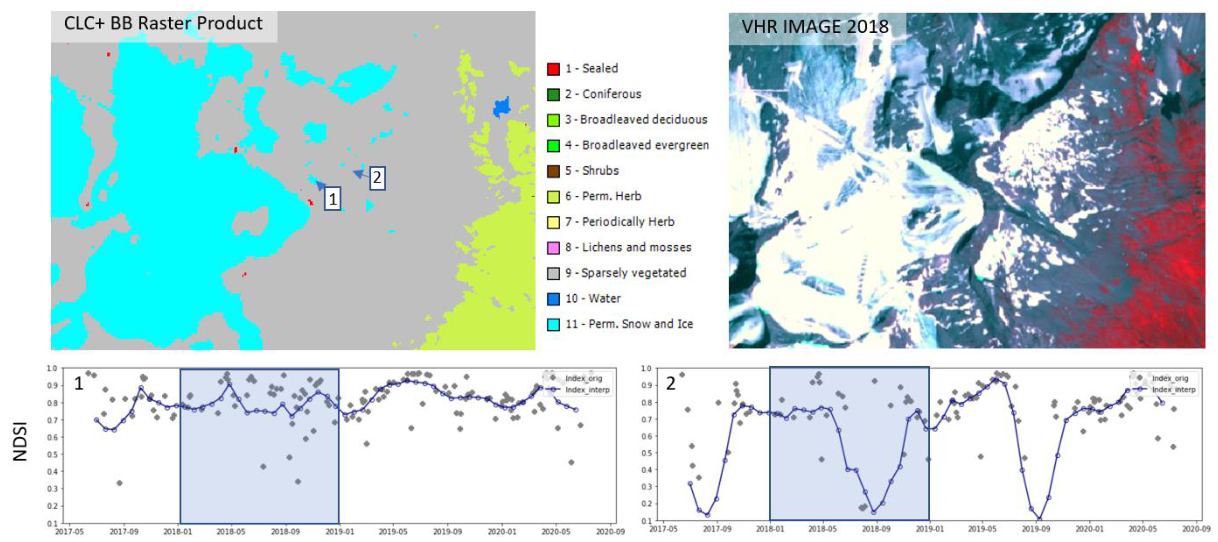 CLC+ BB Raster Product
VHR IMAGE 2018
1 - Sealed
2 - Coniferous
3 - Broadleaved deciduous
4 - Broadleaved evergreen
5 - Shrubs
6 - Perm. Herb
7 - Periodically Herb
8 - Lichens and mosses
9 - Sparsely vegetated
10 - Water
11 - Perm. Snow and Ice
1
2
NDSI
1
1.0
0.9
0.8
0.7
0.6
0.5
0.4
0.3
0.2
0.1
Index_orig
Index_interp
2017-05 2017-09 2018-01 2018-05 2018-09 2019-01 2019-05 2019-09 2020-01 2020-05 2020-09
2
1.0
0.9
0.8
0.7
0.6
0.5
0.4
0.3
0.2
0.1
Index_orig
Index_interp
2017-05 2017-09 2018-01 2018-05 2018-09 2019-01 2019-05 2019-09 2020-01 2020-05 2020-09